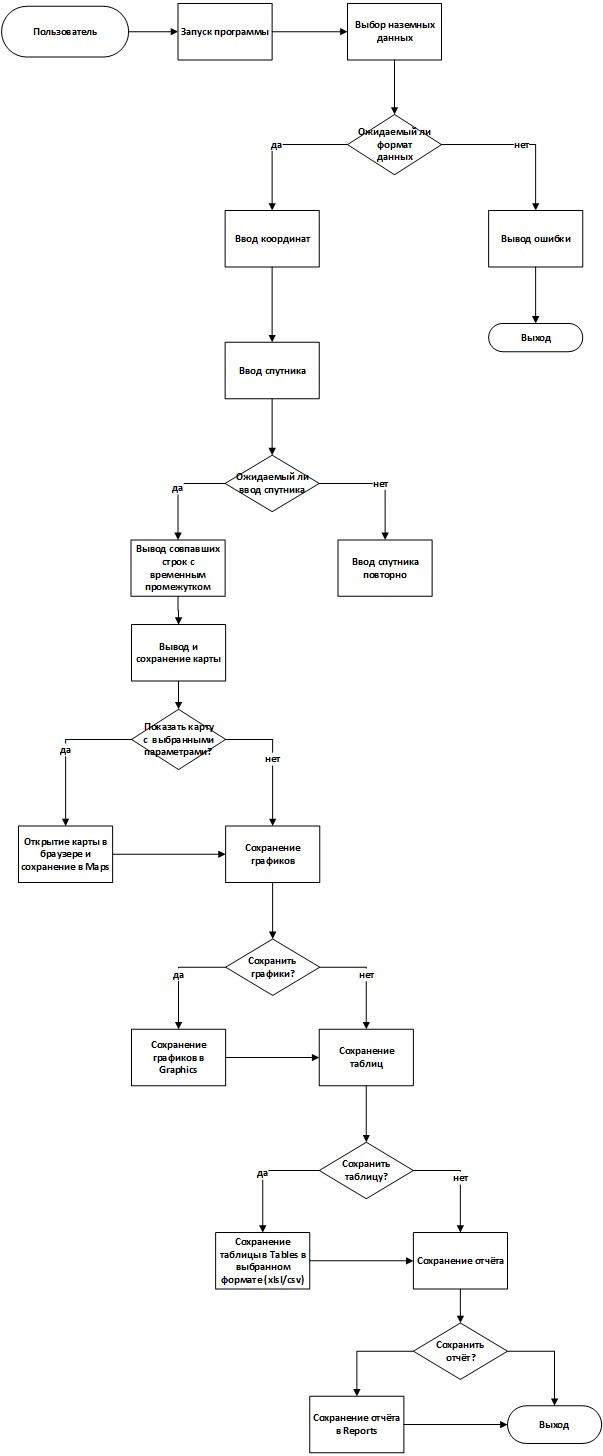 Пользователь
Запуск программы
Выбор наземных
данных
Ожидаемый ли
формат
данных
да
нет
Ввод координат
Вывод ошибки
Выход
Ввод спутника
Ожидаемый ли
ввод спутника
да
нет
Вывод совпавших
строк с
временным
промежутком
Ввод спутника
повторно
Вывод и
сохранение карты
Показать карту
с выбранными
параметрами?
да
нет
Открытие карты в
браузере и
сохранение в Maps
Сохранение
графиков
Сохранить
графики?
да
нет
Сохранение
графиков в
Graphics
Сохранение
таблиц
Сохранить
таблицу?
да
нет
Сохранение
таблицы в Tables в
выбранном
формате (xlsl/csv)
Сохранение отчёта
Сохранить
отчёт?
Сохранение отчёта
в Reports
Выход